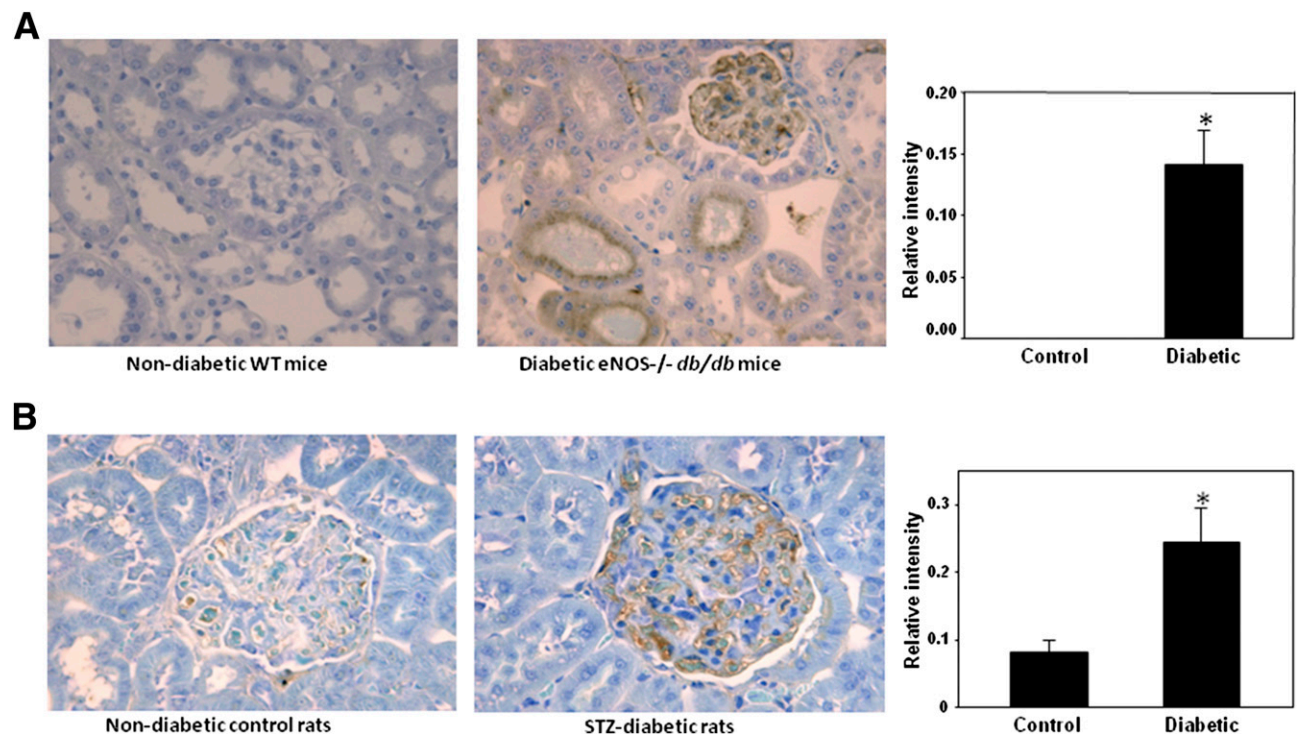 A
Non-diabetic WT mice
Diabetic eNOS-/- db/db mice
Relative intensity
0.20
0.15
0.10
0.05
0.00
*
Control
Diabetic
B
Non-diabetic control rats
STZ-diabetic rats
Relative intensity
0.3
0.2
0.1
0
*
Control
Diabetic